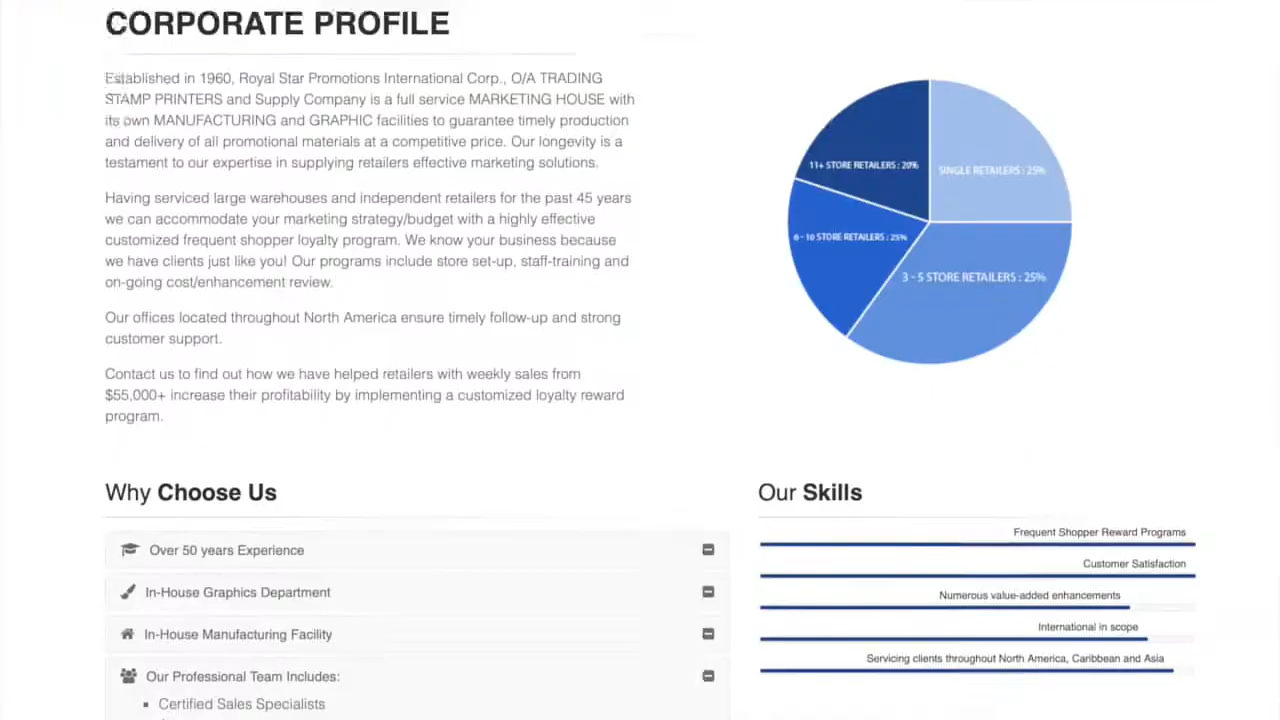 CORPORATE PROFILE
Established in 1960, Royal Star Promotions International Corp., O/A TRADING
STAMP PRINTERS and Supply Company is a full service MARKETING HOUSE with
its own MANUFACTURING and GRAPHIC facilities to guarantee timely production
and delivery of all promotional materials at a competitive price. Our longevity is a
testament to our expertise in supplying retailers effective marketing solutions.
Having serviced large warehouses and independent retailers for the past 45 years
we can accommodate your marketing strategy/budget with a highly effective
customized frequent shopper loyalty program. We know your business because
we have clients just like you! Our programs include store set-up, staff-training and
on-going cost/enhancement review.
Our offices located throughout North America ensure timely follow-up and strong
customer support.
Contact us to find out how we have helped retailers with weekly sales from
$55,000+ increase their profitability by implementing a customized loyalty reward
program.
11+ STORE RETAILERS : 20%
SINGLE RETAILERS : 25%
6 - 10 STORE RETAILERS : 25%
3 - 5 STORE RETAILERS : 25%
Why Choose Us
Over 50 years Experience
In-House Graphics Department
In-House Manufacturing Facility
Our Professional Team Includes:
Certified Sales Specialists
Our Skills
Frequent Shopper Reward Programs
Customer Satisfaction
Numerous value-added enhancements
International in scope
Servicing clients throughout North America, Caribbean and Asia